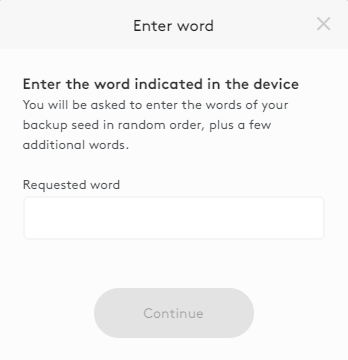 Enter word
Enter the word indicated in the device
You will be asked to enter the words of your
backup seed in random order, plus a few
additional words.
Requested word
Continue